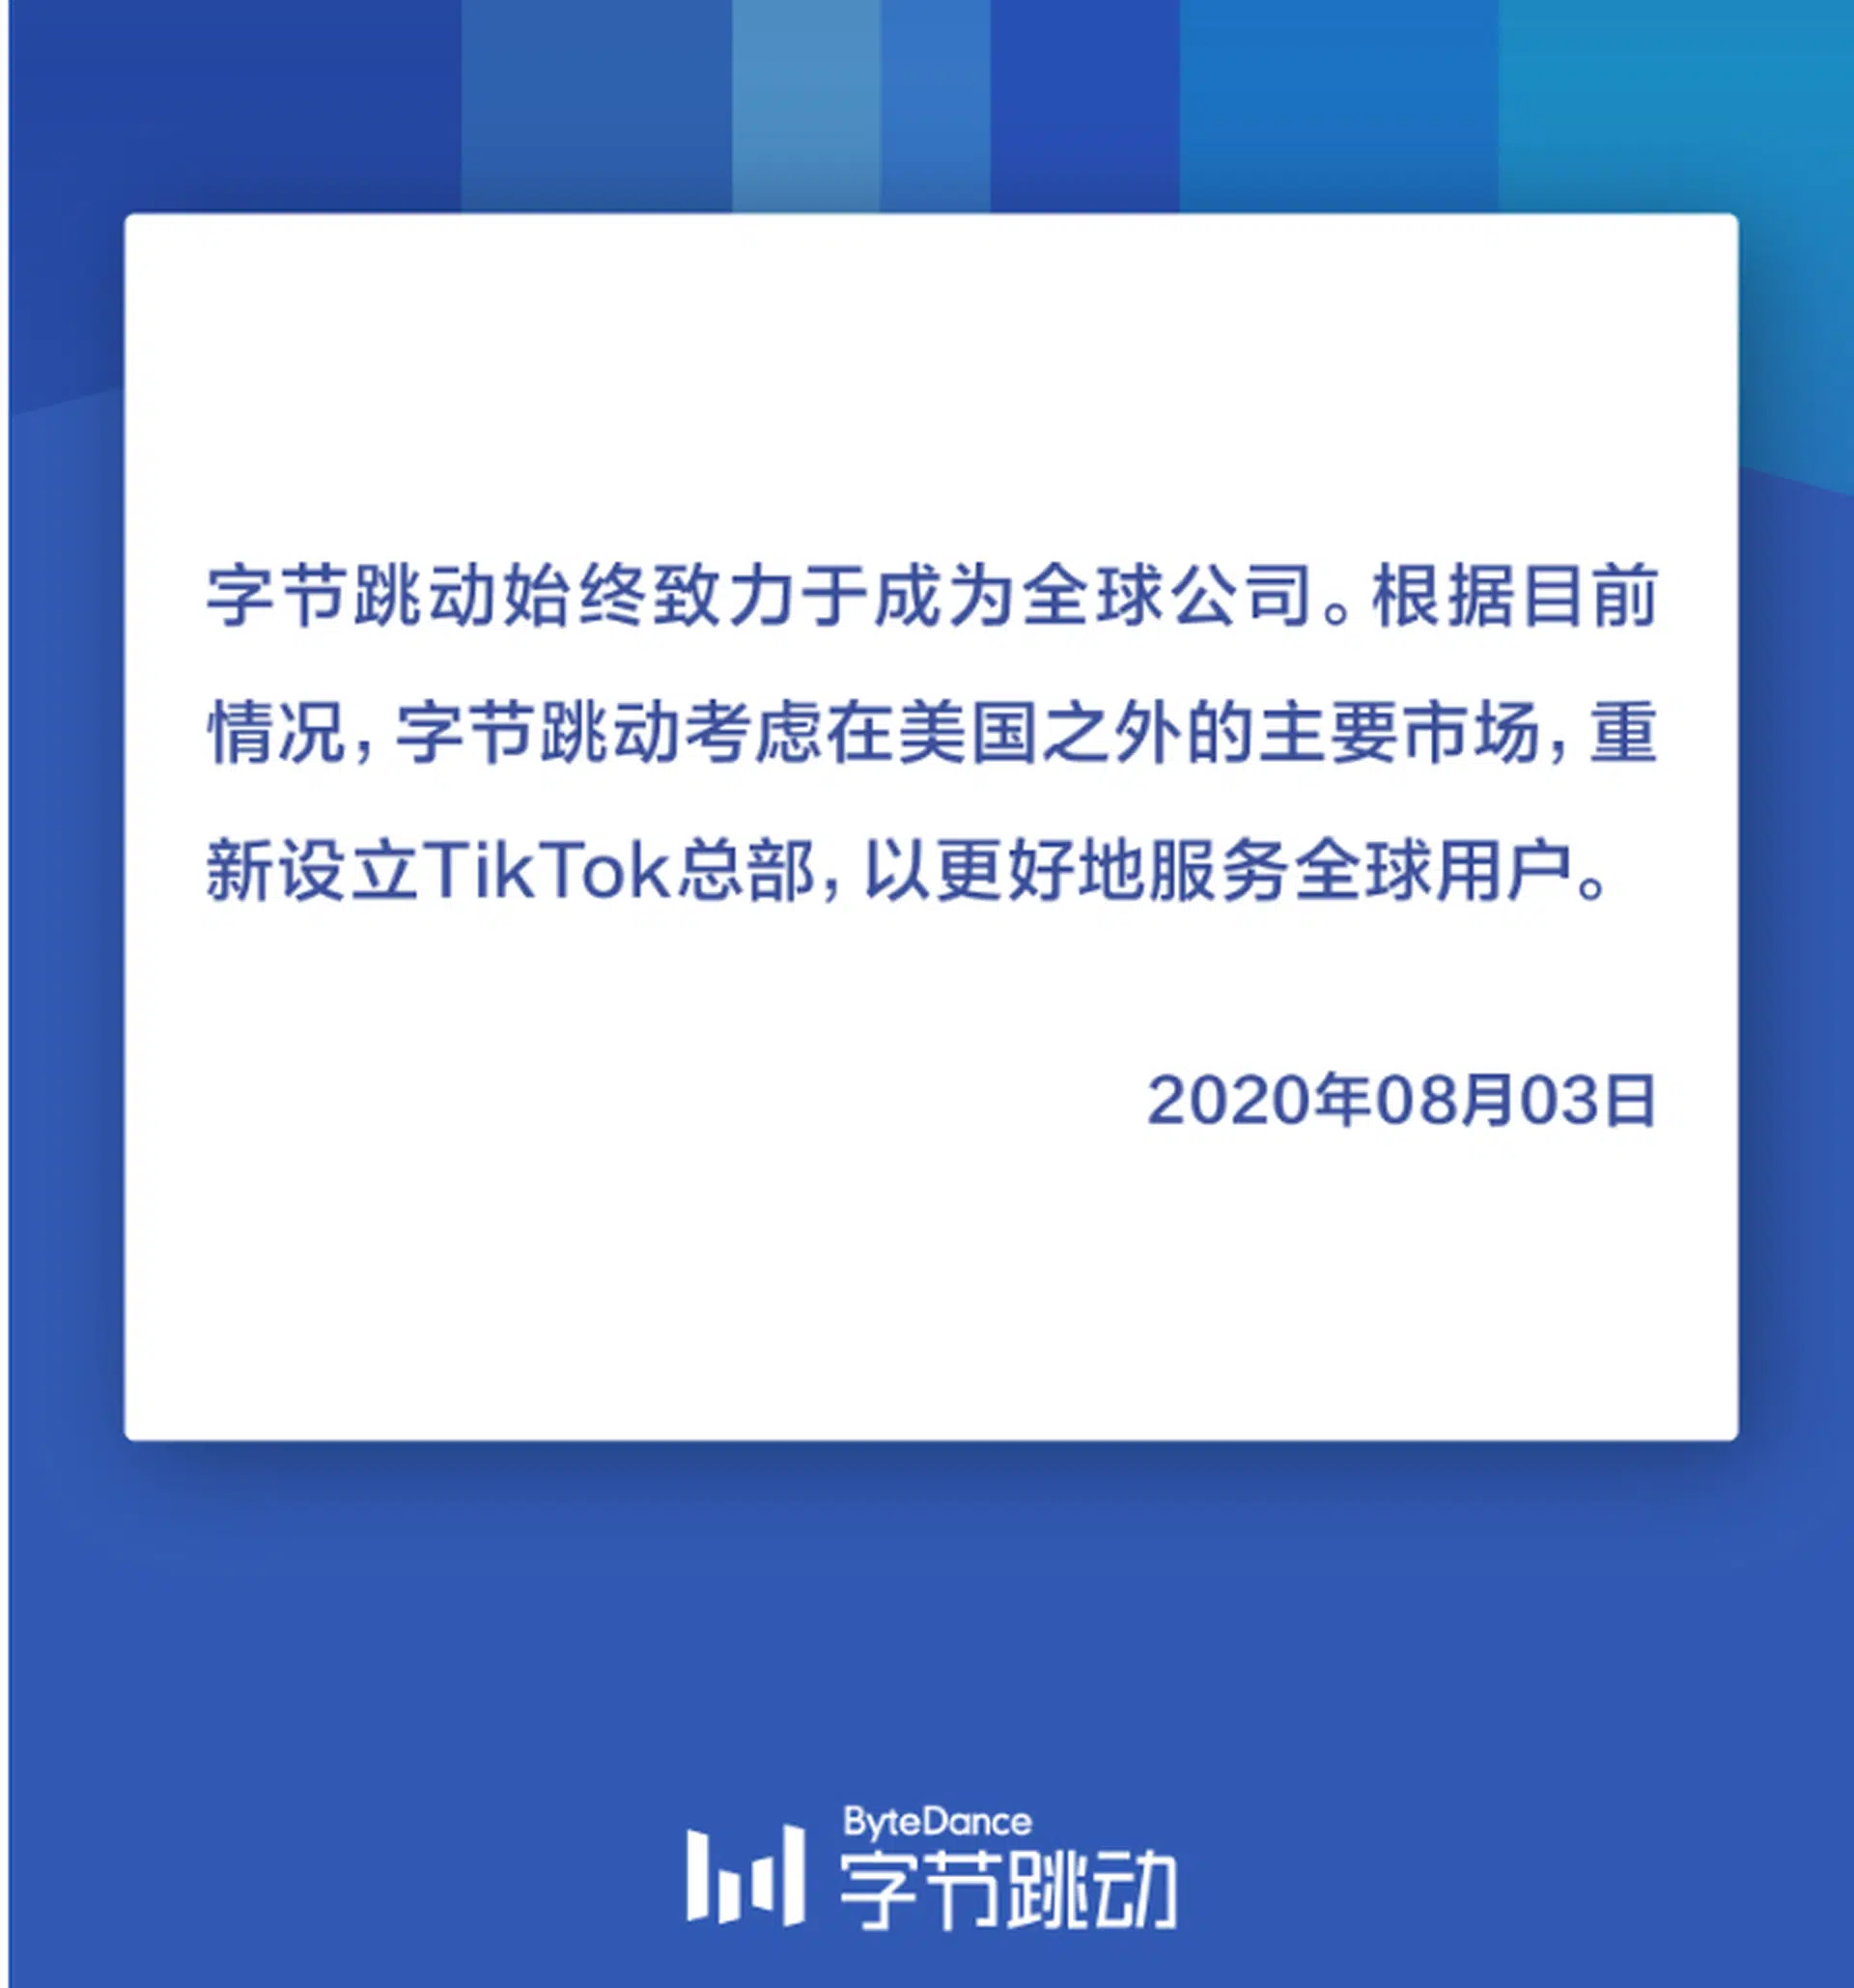 字节跳动始终致力于成为全球公司。根据目前
情况，字节跳动考虑在美国之外的主要市场，重
新设立TikTok总部，以更好地服务全球用户。
2020年08月03日
ByteDance
字节跳动